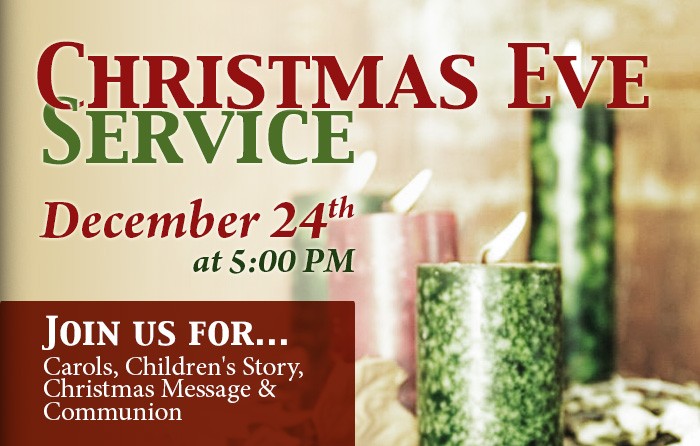 Christmas Eve
Service
December 24th
at 5:00 PM
Join us for...
Carols, Children's Story,
Christmas Message &
Communion